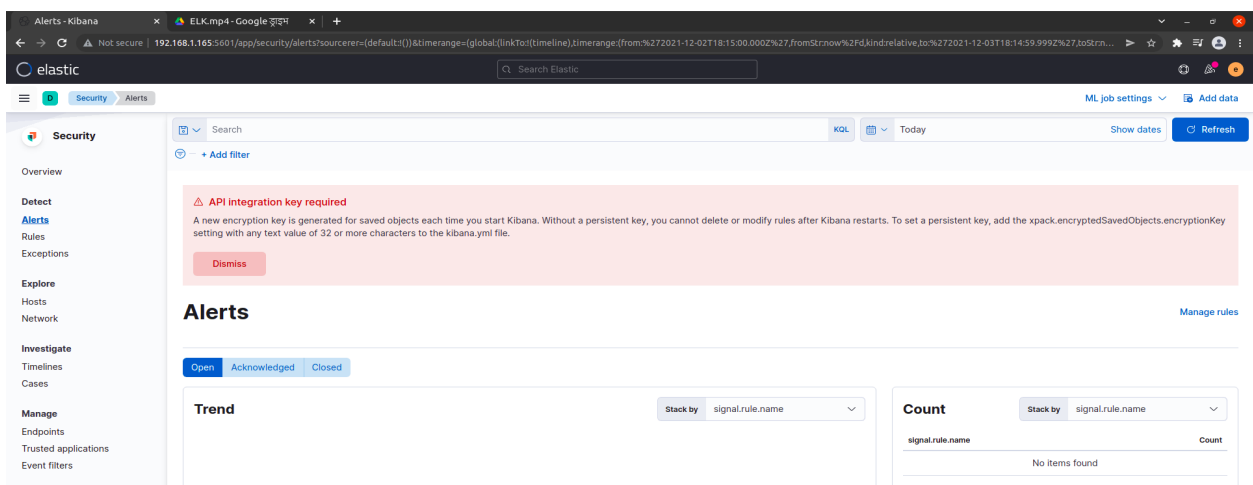 Alerts - Kibana
ELK.mp4 - Google ड्राइभ
Not secure | 192.168.1.165:5601/app/security/alerts?sourcerer=(default:!())&timerange=(global:(linkTo:!(timeline),timerange:(from:%272021-12-02T18:15:00.000Z%27,fromStr:now%2Fd,kind:relative,to:%272021-12-03T18:14:59.999Z%27,toStr:n...
elastic
Search Elastic
e
D Security Alerts
ML job settings Add data
Security
Search
KQL
Today
Show dates
Refresh
+ Add filter
Overview
Detect
Alerts
Rules
Exceptions
Explore
Hosts
Network
Investigate
Timelines
Cases
Manage
Endpoints
Trusted applications
Event filters
API integration key required
A new encryption key is generated for saved objects each time you start Kibana. Without a persistent key, you cannot delete or modify rules after Kibana restarts. To set a persistent key, add the xpack.encryptedSavedObjects.encryptionKey
setting with any text value of 32 or more characters to the kibana.yml file.
Dismiss
Alerts
Manage rules
Open Acknowledged Closed
Trend
Stack by signal.rule.name
Count
Stack by signal.rule.name
signal.rule.name Count
No items found